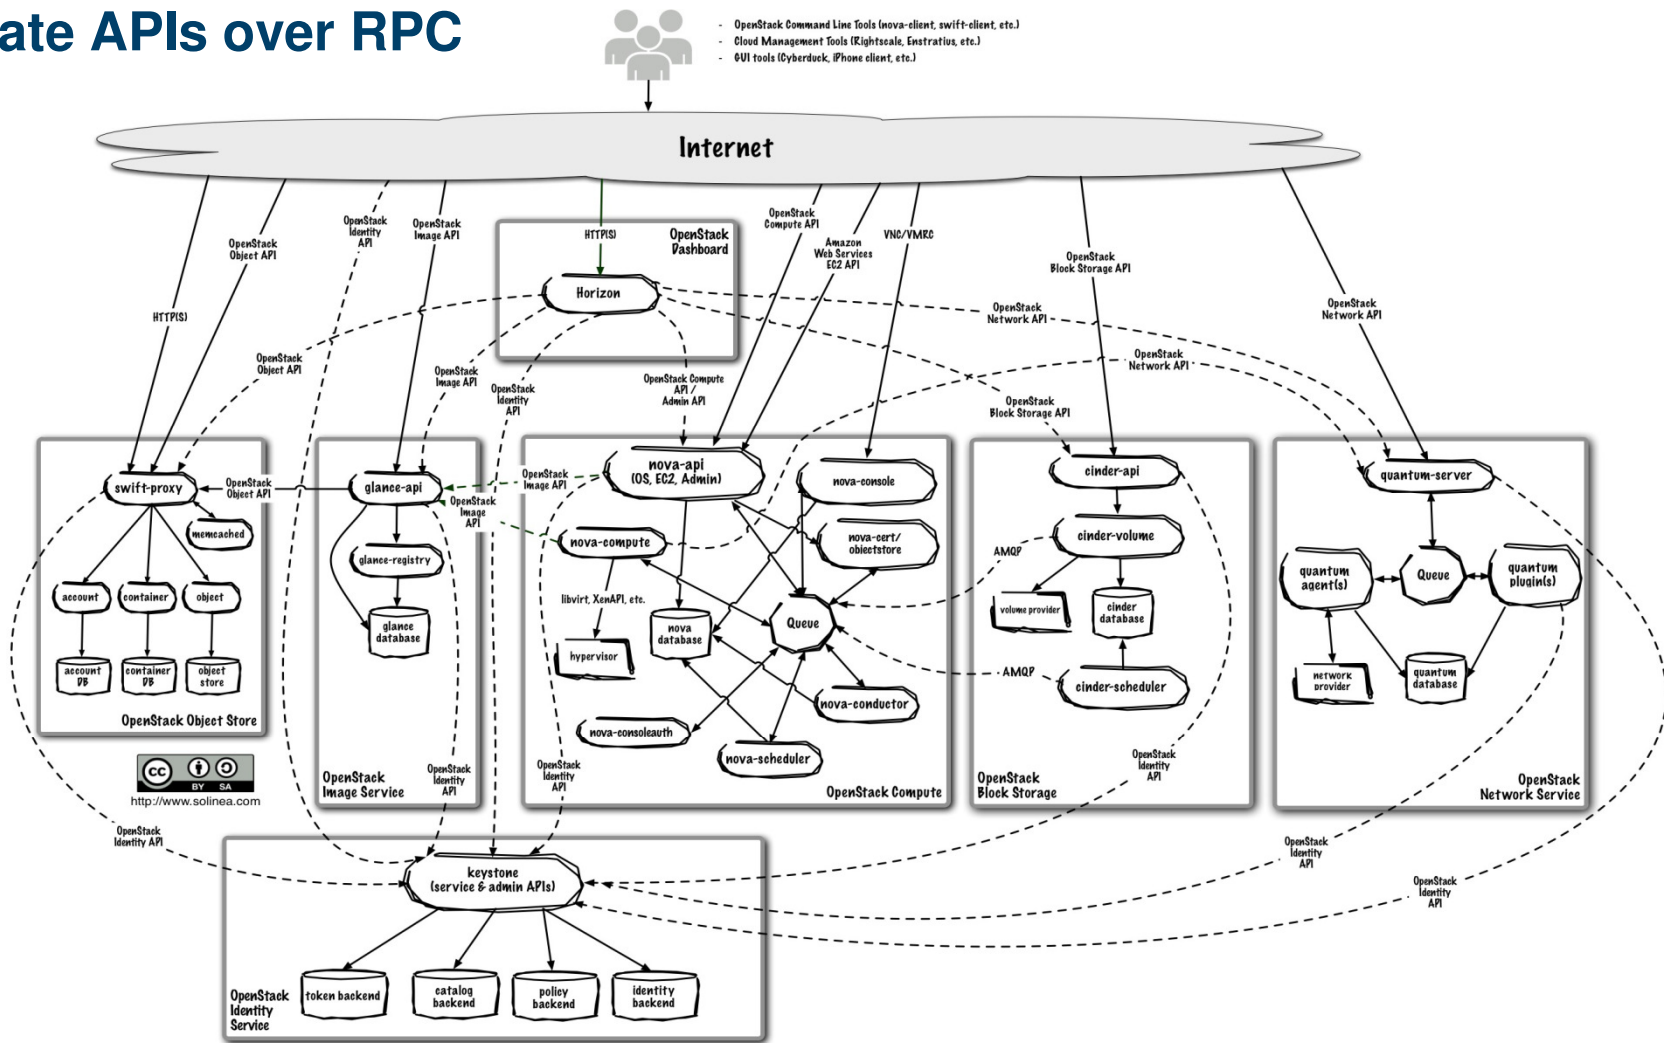 ate APIs over RPC
- OpenStack Command Line Tools (nova-client, swift-client, etc.)
- Cloud Management Tools (Rightscale, Enstratius, etc.)
- GUI tools (Cyberduck, iPhone client, etc.)
Internet
HTTP(S)
OpenStack
Object API
OpenStack
Identity
API
OpenStack
Image API
HTTP(S)
OpenStack
Dashboard
Horizon
OpenStack
Compute API
Amazon
Web Services
EC2 API
VNC/VMRC
OpenStack
Block Storage API
OpenStack
Network API
OpenStack
Network API
OpenStack
Object API
OpenStack
Image API
OpenStack
Identity
API
OpenStack Compute
API /
Admin API
OpenStack
Block Storage API
OpenStack
Network API
swift-proxy
OpenStack
Object API
memcached
account
container
object
account
DB
container
DB
object
store
OpenStack Object Store
glance-api
OpenStack
Image API
OpenStack
Image
API
glance-registry
glance
database
OpenStack
Image Service
OpenStack
Identity
API
nova-api
(OS, EC2, Admin)
nova-console
nova-compute
nova-cert/
objectstore
libvirt, XenAPI, etc.
hypervisor
nova
database
Queue
nova-conductor
nova-consoleauth
nova-scheduler
OpenStack
Identity
API
OpenStack Compute
cinder-api
cinder-volume
AMQP
volume provider
cinder
database
AMQP
cinder-scheduler
OpenStack
Identity
API
OpenStack
Block Storage
quantum-server
quantum
agent(s)
Queue
quantum
plugin(s)
network
provider
quantum
database
OpenStack
Network Service
cc
BY SA
http://www.solinea.com
OpenStack
Identity API
OpenStack
Identity
API
OpenStack
Identity
API
keystone
(service & admin APIs)
token backend
catalog
backend
policy
backend
identity
backend
OpenStack
Identity
Service